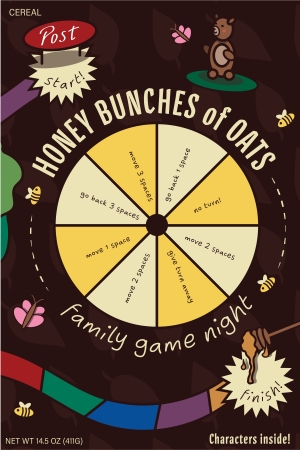 CEREAL
Post
start!
HONEY BUNCHES of OATS
move 3 spaces
go back 1 space
go back 3 spaces
no turn!
move 1 space
move 2 spaces
move 2 spaces
give turn away
family game night
finish!
NET WT 14.5 OZ (411G)
Characters inside!